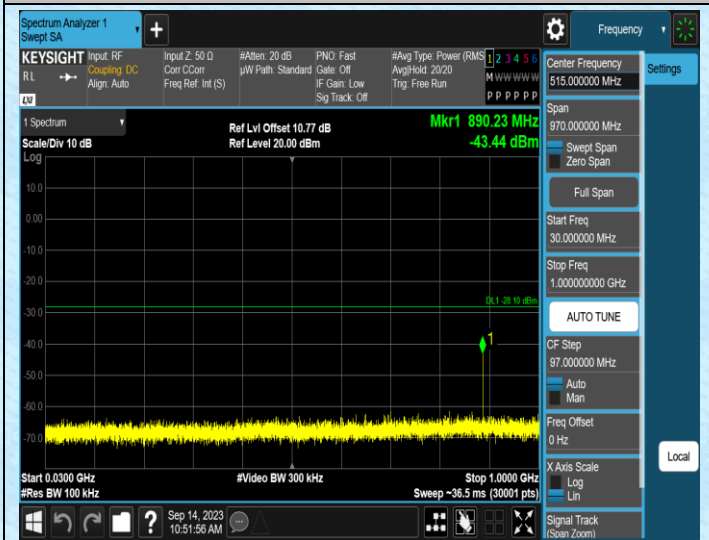 Spectrum Analyzer 1
Swept SA
+
Frequency
KEYSIGHT
R L
LXI
Input: RF
Coupling: DC
Align: Auto
Input Z: 50 Ω
Corr CCorr
Freq Ref: Int (S)
#Atten: 20 dB
µW Path: Standard
PNO: Fast
Gate: Off
IF Gain: Low
Sig Track: Off
#Avg Type: Power (RMS
Avg|Hold: 20/20
Trig: Free Run
1 2 3 4 5 6
M W W W W W
P P P P P P
1 Spectrum
Scale/Div 10 dB
Log
Ref Lvl Offset 10.77 dB
Ref Level 20.00 dBm
Mkr1 890.23 MHz
-43.44 dBm
10.0
0.00
-10.0
-20.0
DL1 -28.10 dBm
-30.0
1
-40.0
-50.0
-60.0
-70.0
Start 0.0300 GHz
#Res BW 100 kHz
#Video BW 300 kHz
Stop 1.0000 GHz
Sweep ~36.5 ms (30001 pts)
?
Sep 14, 2023
10:51:56 AM
Center Frequency
515.000000 MHz
Settings
Span
970.000000 MHz
Swept Span
Zero Span
Full Span
Start Freq
30.000000 MHz
Stop Freq
1.000000000 GHz
AUTO TUNE
CF Step
97.000000 MHz
Auto
Man
Freq Offset
0 Hz
Local
X Axis Scale
Log
Lin
Signal Track
(Span Zoom)